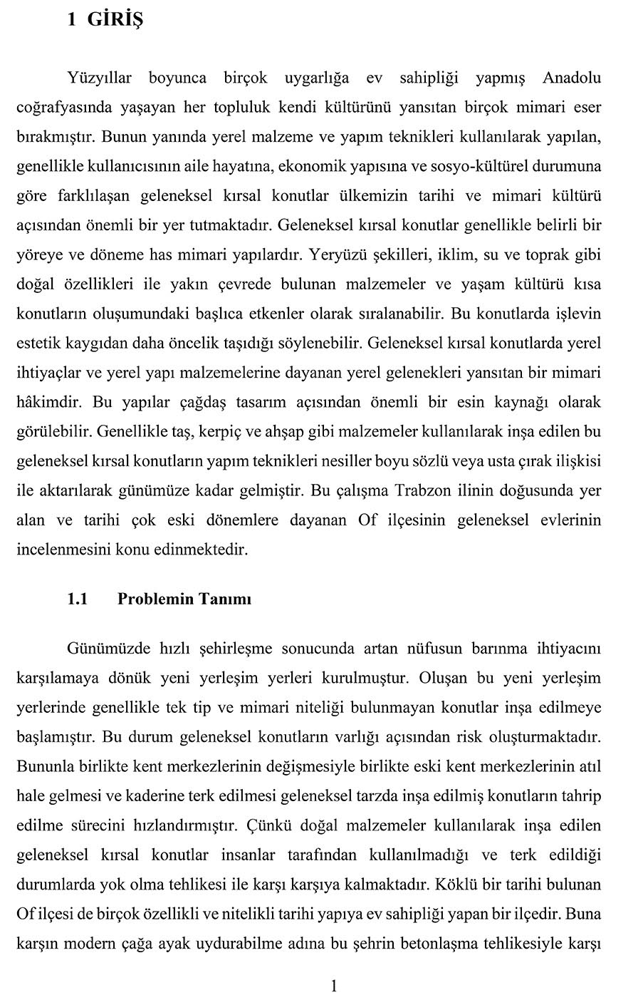 1 GİRİŞ
Yüzyıllar boyunca birçok uygarlığa ev sahipliği yapmış Anadolu
coğrafyasında yaşayan her topluluk kendi kültürünü yansıtan birçok mimari eser
bırakmıştır. Bunun yanında yerel malzeme ve yapım teknikleri kullanılarak yapılan,
genellikle kullanıcısının aile hayatına, ekonomik yapısına ve sosyo-kültürel durumuna
göre farklılaşan geleneksel kırsal konutlar ülkemizin tarihi ve mimari kültürü
açısından önemli bir yer tutmaktadır. Geleneksel kırsal konutlar genellikle belirli bir
yöreye ve döneme has mimari yapılardır. Yeryüzü şekilleri, iklim, su ve toprak gibi
doğal özellikleri ile yakın çevrede bulunan malzemeler ve yaşam kültürü kısa
konutların oluşumundaki başlıca etkenler olarak sıralanabilir. Bu konutlarda işlevin
estetik kaygıdan daha öncelik taşıdığı söylenebilir. Geleneksel kırsal konutlarda yerel
ihtiyaçlar ve yerel yapı malzemelerine dayanan yerel gelenekleri yansıtan bir mimari
hâkimdir. Bu yapılar çağdaş tasarım açısından önemli bir esin kaynağı olarak
görülebilir. Genellikle taş, kerpiç ve ahşap gibi malzemeler kullanılarak inşa edilen bu
geleneksel kırsal konutların yapım teknikleri nesiller boyu sözlü veya usta çırak ilişkisi
ile aktarılarak günümüze kadar gelmiştir. Bu çalışma Trabzon ilinin doğusunda yer
alan ve tarihi çok eski dönemlere dayanan Of ilçesinin geleneksel evlerinin
incelenmesini konu edinmektedir.
1.1 Problemin Tanımı
Günümüzde hızlı şehirleşme sonucunda artan nüfusun barınma ihtiyacını
karşılamaya dönük yeni yerleşim yerleri kurulmuştur. Oluşan bu yeni yerleşim
yerlerinde genellikle tek tip ve mimari niteliği bulunmayan konutlar inşa edilmeye
başlamıştır. Bu durum geleneksel konutların varlığı açısından risk oluşturmaktadır.
Bununla birlikte kent merkezlerinin değişmesiyle birlikte eski kent merkezlerinin atıl
hale gelmesi ve kaderine terk edilmesi geleneksel tarzda inşa edilmiş konutların tahrip
edilme sürecini hızlandırmıştır. Çünkü doğal malzemeler kullanılarak inşa edilen
geleneksel kırsal konutlar insanlar tarafından kullanılmadığı ve terk edildiği
durumlarda yok olma tehlikesi ile karşı karşıya kalmaktadır. Köklü bir tarihi bulunan
Of ilçesi de birçok özellikli ve nitelikli tarihi yapıya ev sahipliği yapan bir ilçedir. Buna
karşın modern çağa ayak uydurabilme adına bu şehrin betonlaşma tehlikesiyle karşı
1